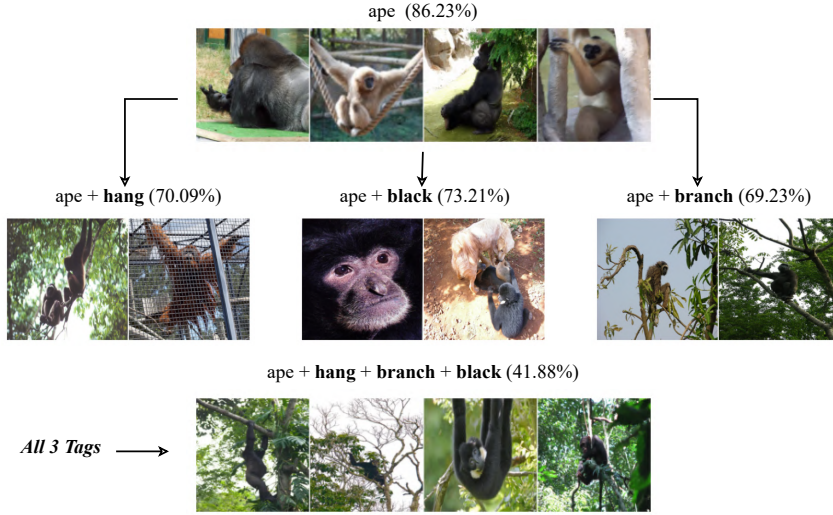 ape (86.23%)
ape + hang (70.09%)
ape + black (73.21%)
ape + branch (69.23%)
ape + hang + branch + black (41.88%)
All 3 Tags